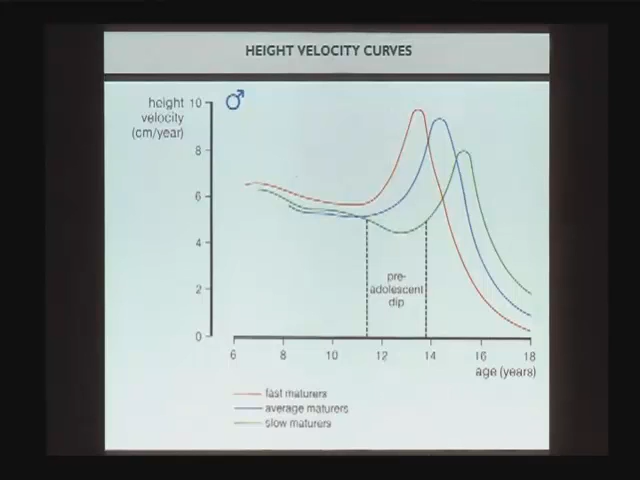 HEIGHT VELOCITY CURVES
height
velocity
(cm/year)
10
8
6
4
2
0
pre-
adolescent
dip
6 8 10 12 14 16 18
age (years)
fast maturers
average maturers
slow maturers